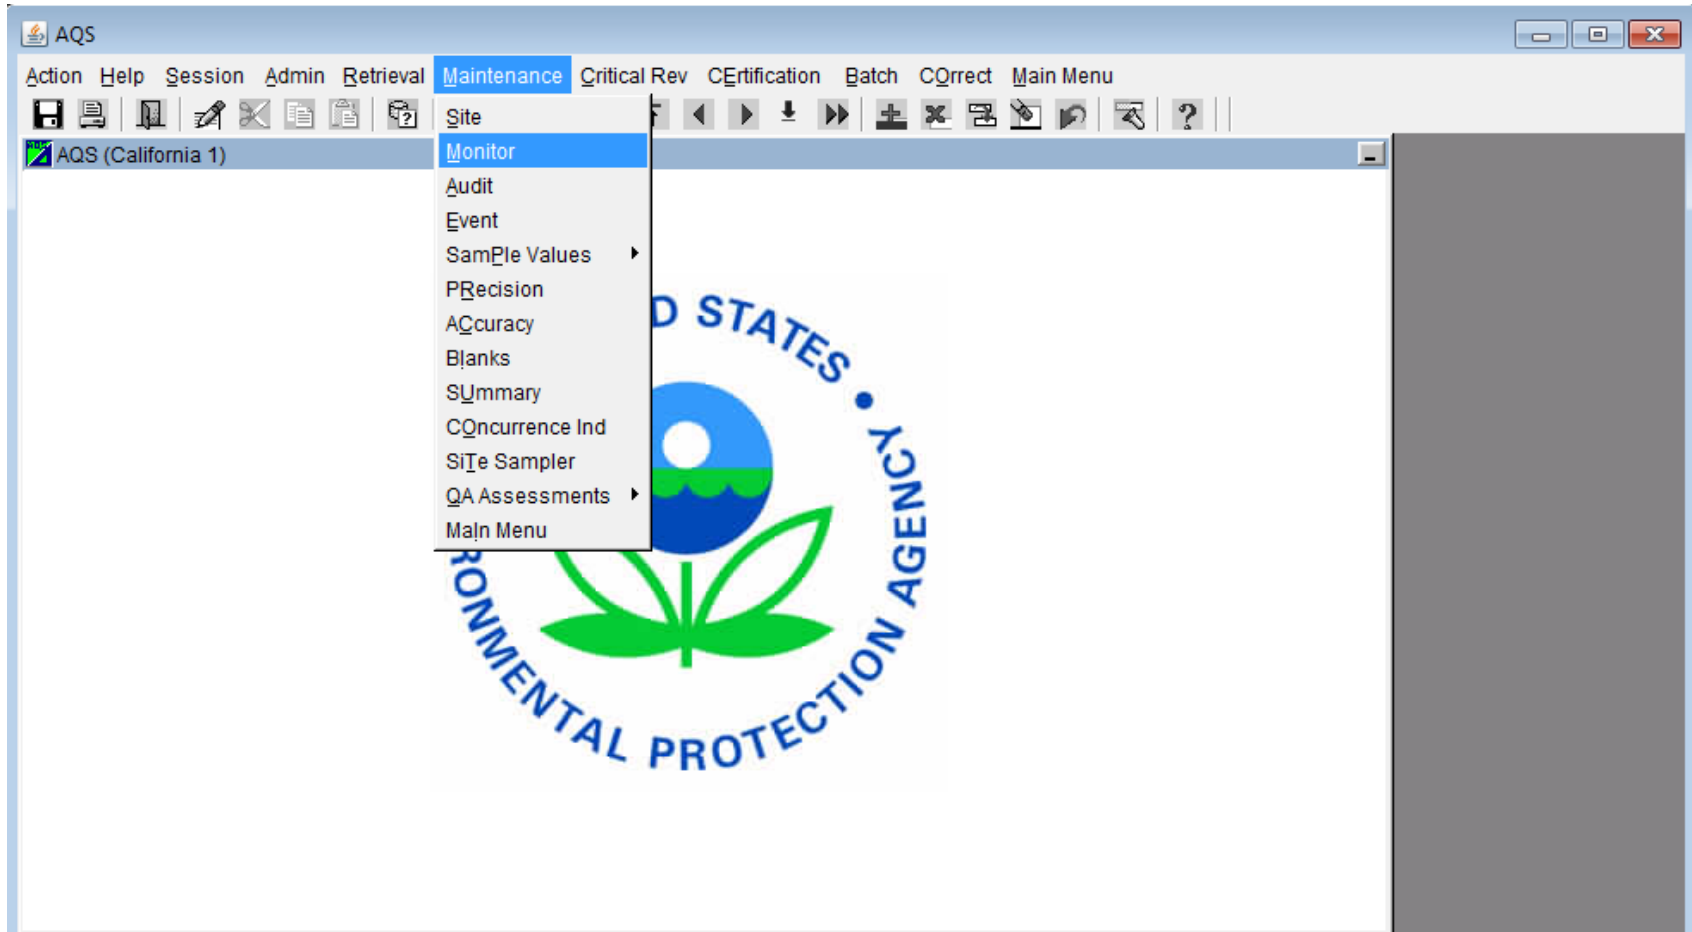 AQS
Action Help Session Admin Retrieval Maintenance Critical Rev CErtification Batch COrrect Main Menu
AQS (California 1)
Site
Monitor
Audit
Event
SamPle Values
PRecision
ACcuracy
Blanks
SUmmary
COncurrence Ind
SiTe Sampler
QA Assessments
MaIn Menu
D STATES • 
RONMENTAL PROTECTION AGENCY